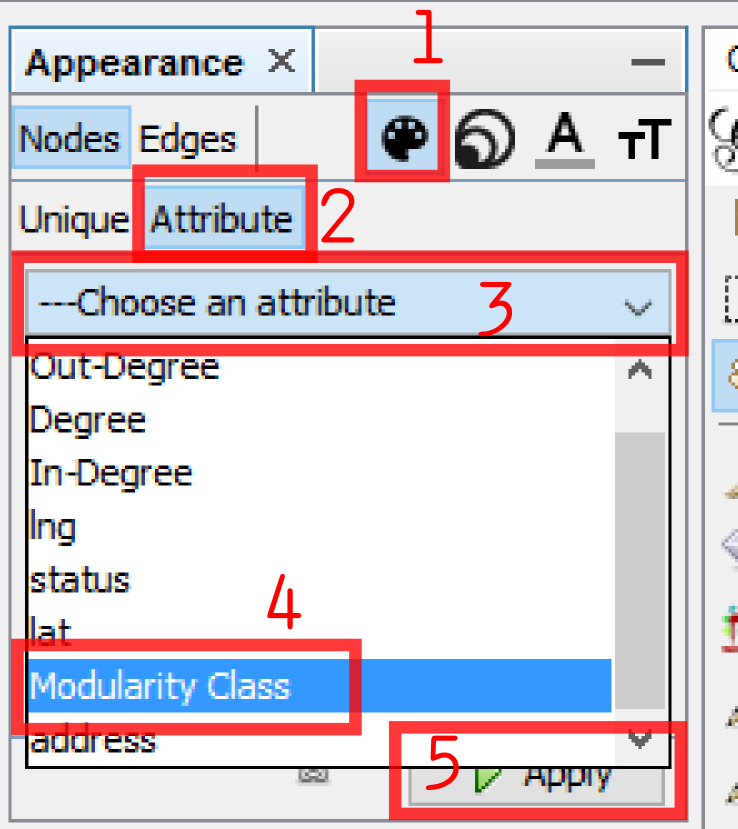 1
Appearance
Nodes Edges A TT
Unique Attribute 2
---Choose an attribute 3
Out-Degree
Degree
In-Degree
lng
status
4
lat
Modularity Class
address
5 Apply